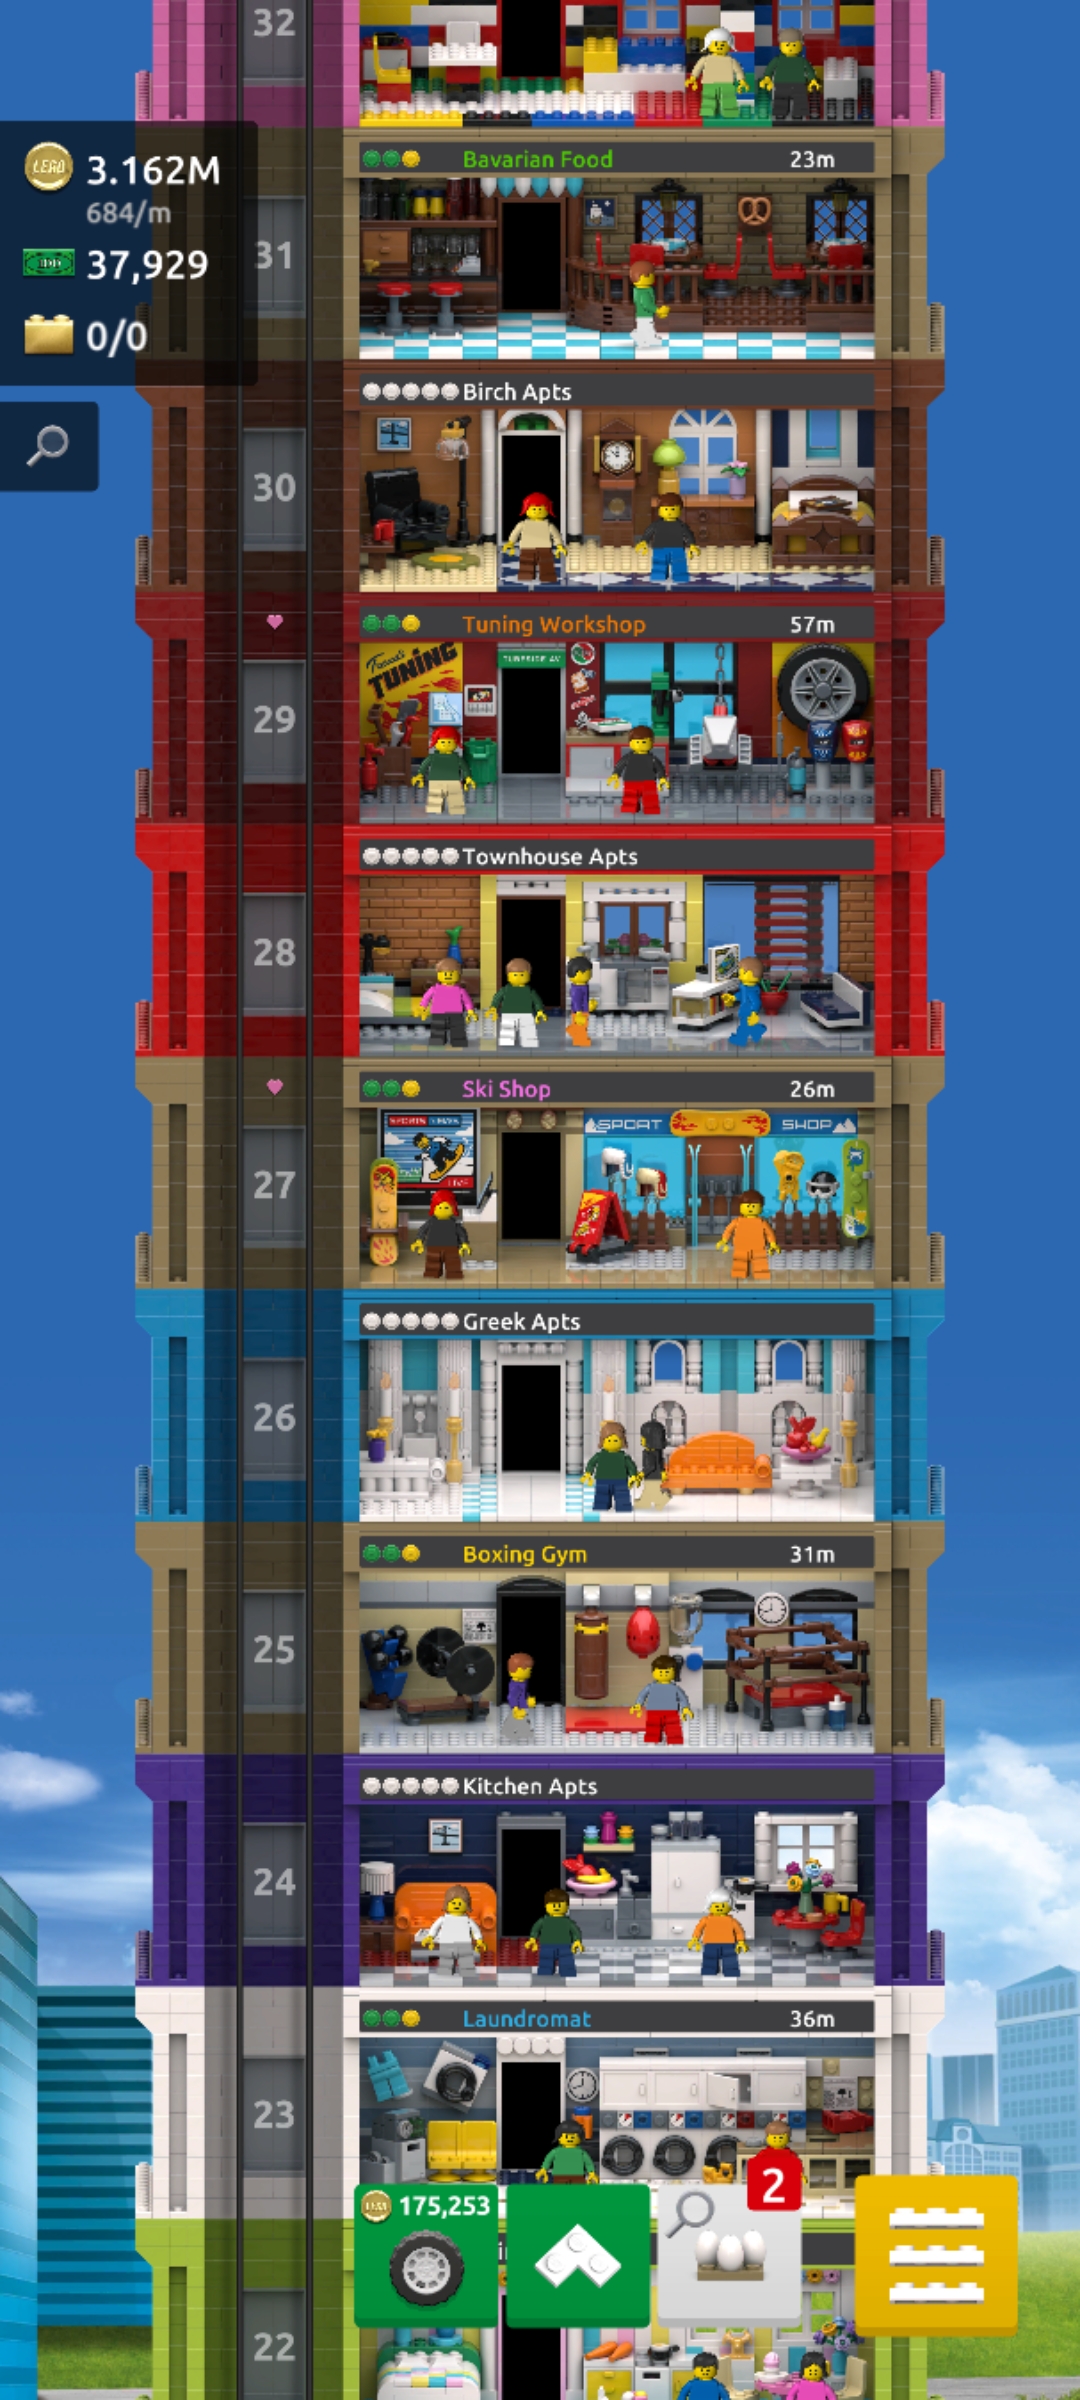 32
3.162M
684/m
37,929
0/0
Bavarian Food 23m
31
Birch Apts
30
Tuning Workshop 57m
TUNING
29
Townhouse Apts
28
Ski Shop 26m
SPORT SHOP
27
Greek Apts
26
Boxing Gym 31m
25
Kitchen Apts
24
Laundromat 36m
23
2
175,253
22